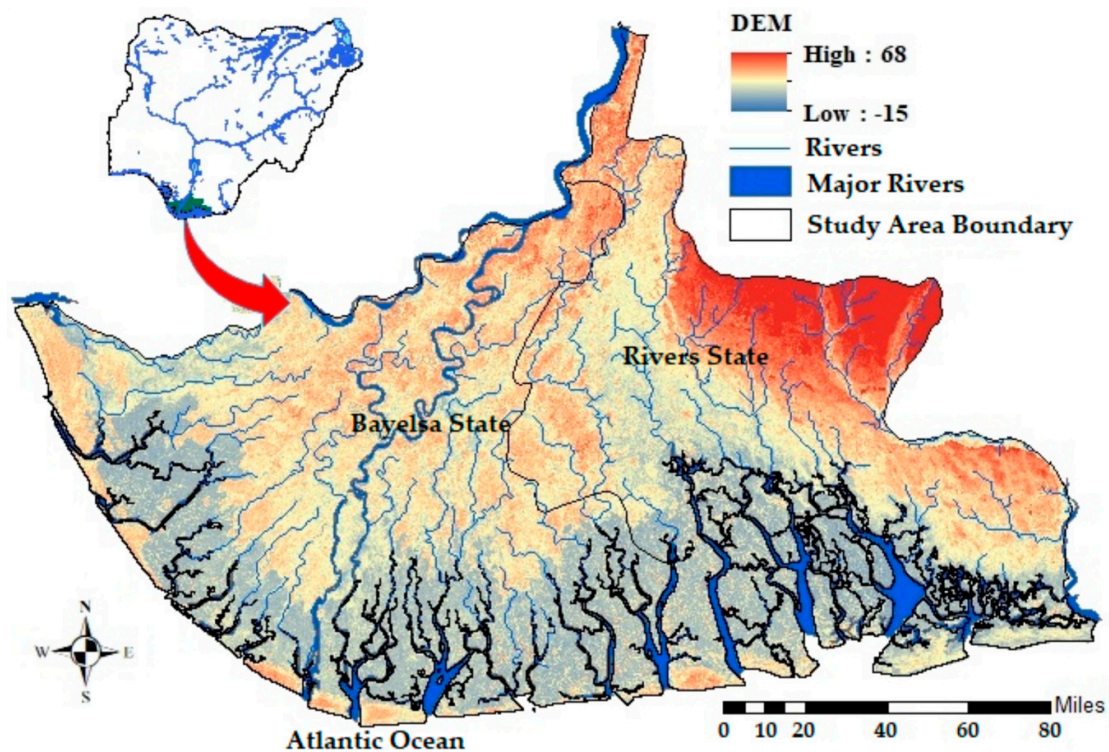 DEM
High : 68
Low : -15
Rivers
Major Rivers
Study Area Boundary
Rivers State
Bayelsa State
N
W E
S
Miles
0 10 20 40 60 80
Atlantic Ocean